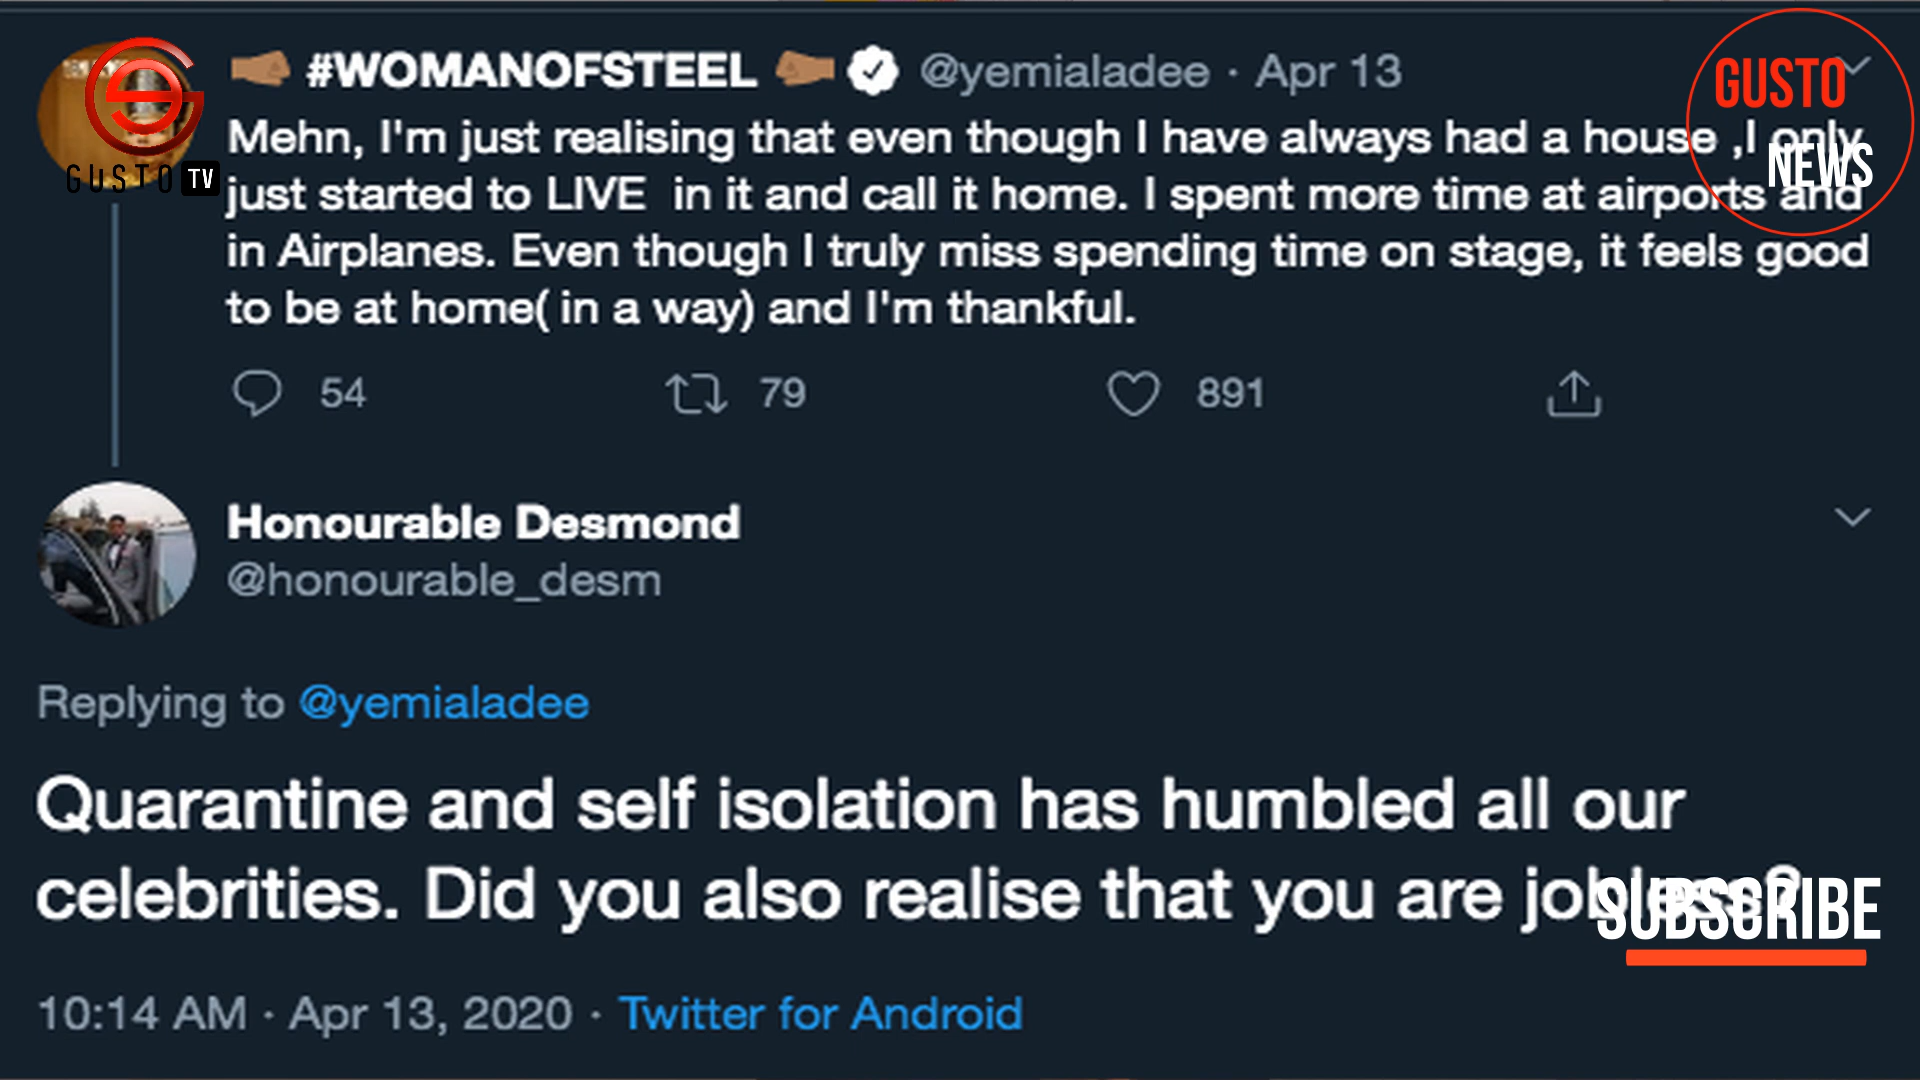 #WOMANOFSTEEL @yemialadee · Apr 13
Mehn, I'm just realising that even though I have always had a house ,I only
just started to LIVE in it and call it home. I spent more time at airports and
in Airplanes. Even though I truly miss spending time on stage, it feels good
to be at home( in a way) and I'm thankful.
54 79 891
Honourable Desmond
@honourable_desm
Replying to @yemialadee
Quarantine and self isolation has humbled all our
celebrities. Did you also realise that you are jobless?
10:14 AM · Apr 13, 2020 · Twitter for Android
GUSTO TV
GUSTO
NEWS
SUBSCRIBE